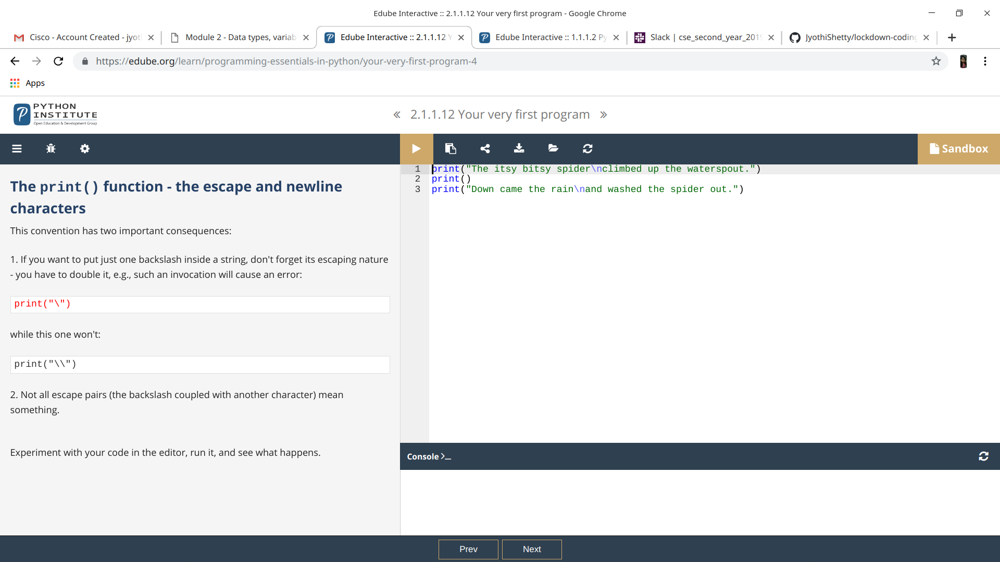 Edube Interactive :: 2.1.1.12 Your very first program - Google Chrome
Cisco - Account Created - jyot
Module 2 - Data types, variab
Edube Interactive :: 2.1.1.12 Y
Edube Interactive :: 1.1.1.2 Py
Slack | cse_second_year_201
JyothiShetty/lockdown-coding
https://edube.org/learn/programming-essentials-in-python/your-very-first-program-4
Apps
PYTHON
INSTITUTE
Open Education & Development Group
« 2.1.1.12 Your very first program »
Sandbox
The print() function - the escape and newline
characters
This convention has two important consequences:
1. If you want to put just one backslash inside a string, don't forget its escaping nature
- you have to double it, e.g., such an invocation will cause an error:
print("\")
while this one won't:
print("\\")
2. Not all escape pairs (the backslash coupled with another character) mean
something.
Experiment with your code in the editor, run it, and see what happens.
1 print("The itsy bitsy spider\nclimbed up the waterspout.")
2 print()
3 print("Down came the rain\nand washed the spider out.")
Console >_
Prev
Next